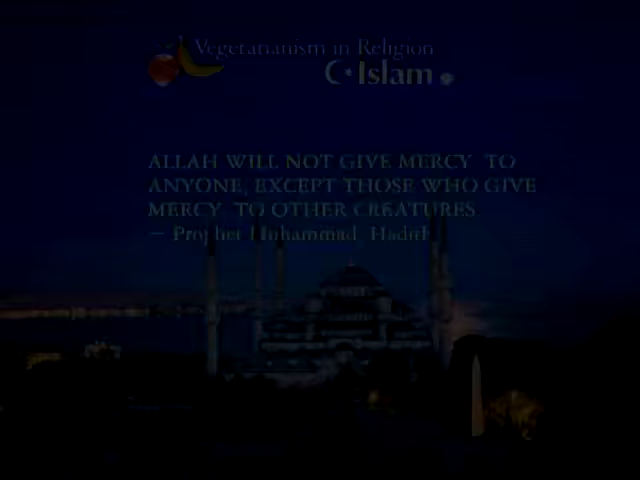 Vegetarianism in Religion
Islam
ALLAH WILL NOT GIVE MERCY TO
ANYONE, EXCEPT THOSE WHO GIVE
MERCY TO OTHER CREATURES
— Prophet Muhammad, Hadith